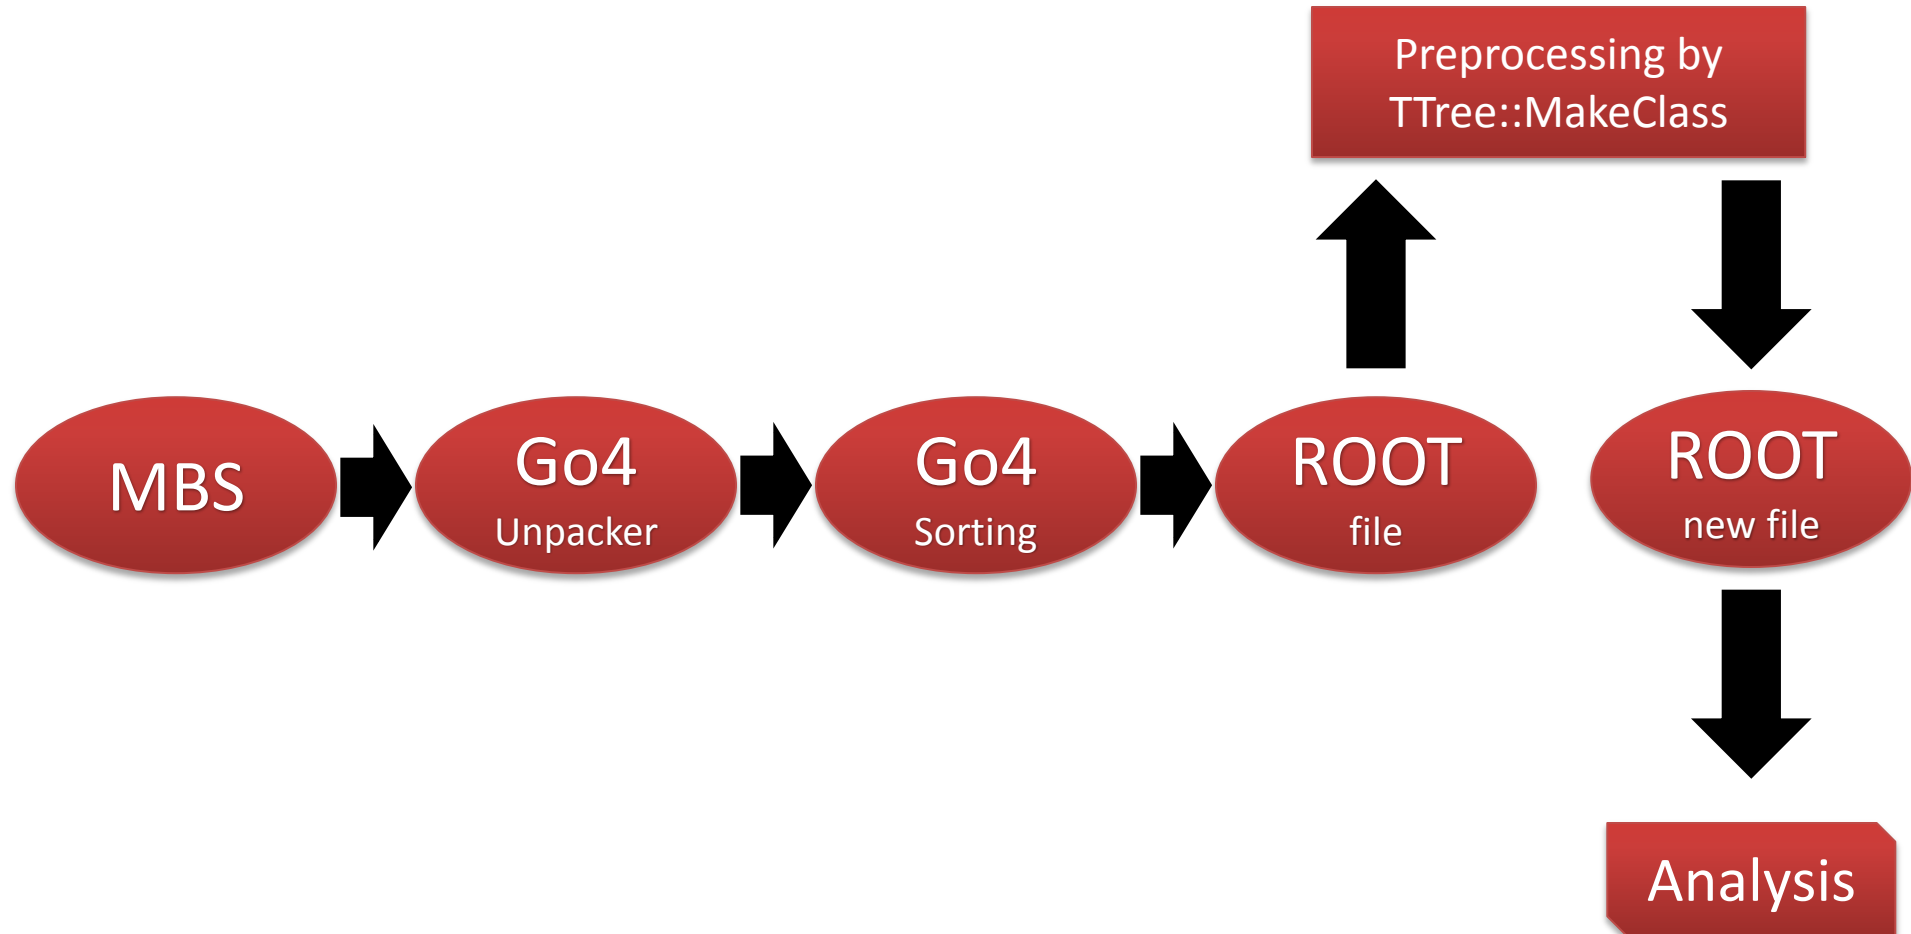 Preprocessing by
TTree::MakeClass
MBS
Go4
Unpacker
Go4
Sorting
ROOT
file
ROOT
new file
Analysis